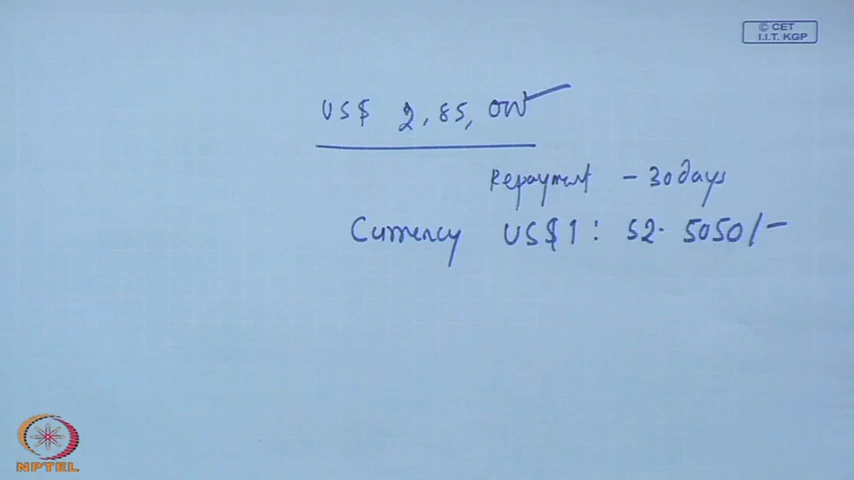 © CET
I.I.T. KGP
US$ 2,85,000
Repayment - 30 days
Currency US$ 1 : 52.5050/-
NPTEL